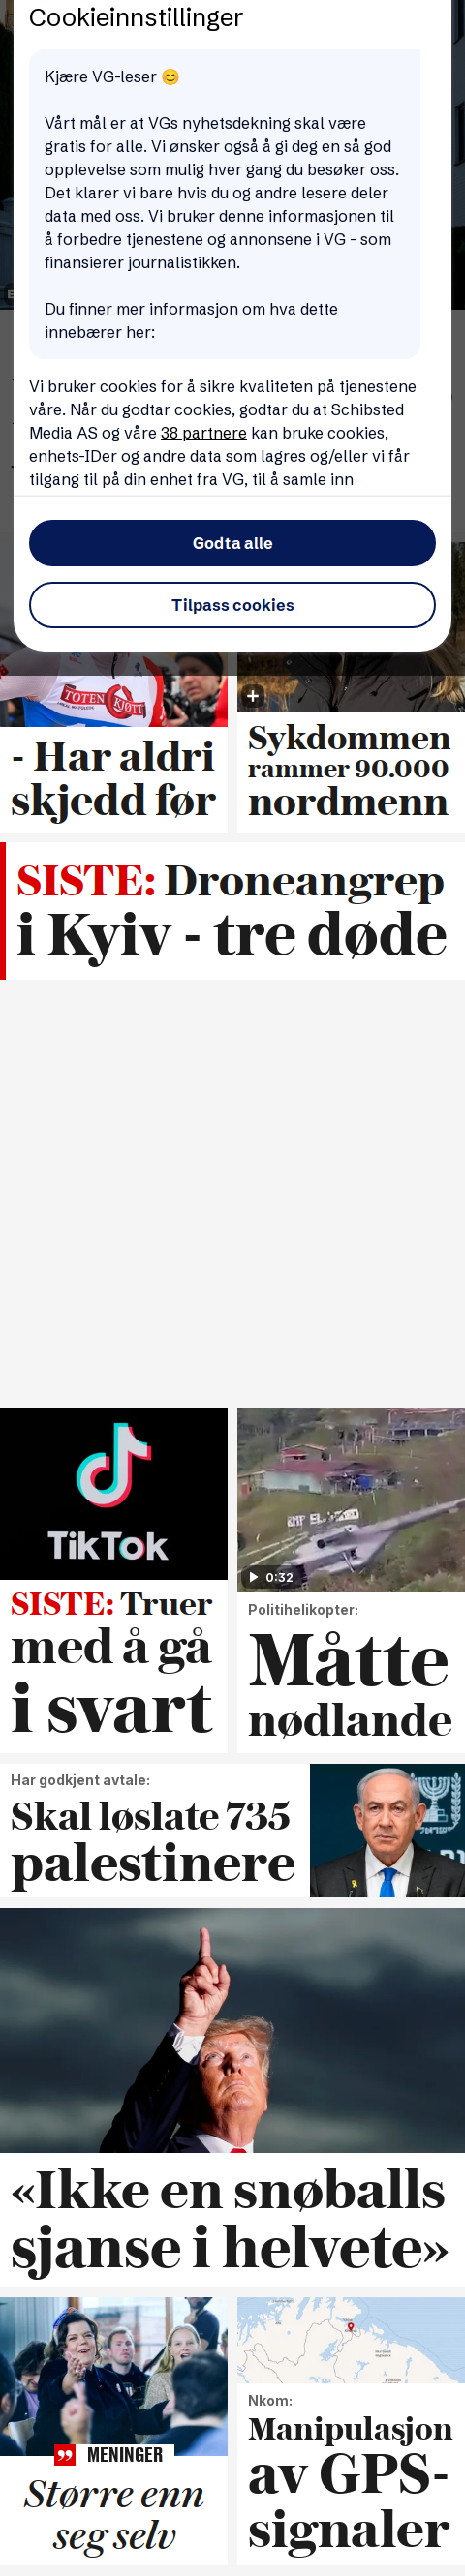 Cookieinnstillinger
Kjære VG-leser 😊
Vårt mål er at VGs nyhetsdekning skal være
gratis for alle. Vi ønsker også å gi deg en så god
opplevelse som mulig hver gang du besøker oss.
Det klarer vi bare hvis du og andre lesere deler
data med oss. Vi bruker denne informasjonen til
å forbedre tjenestene og annonsene i VG - som
finansierer journalistikken.
Du finner mer informasjon om hva dette
innebærer her:
Vi bruker cookies for å sikre kvaliteten på tjenestene
våre. Når du godtar cookies, godtar du at Schibsted
Media AS og våre 38 partnere kan bruke cookies,
enhets-IDer og andre data som lagres og/eller vi får
tilgang til på din enhet fra VG, til å samle inn
Godta alle
Tilpass cookies
TOTEN
KJØTT
- Har aldri
skjedd før
Sykdommen
rammer 90.000
nordmenn
SISTE: Droneangrep
i Kyiv - tre døde
TikTok
SISTE: Truer
med å gå
i svart
0:32
Politihelikopter:
Måtte
nødlande
Har godkjent avtale:
Skal løslate 735
palestinere
«Ikke en snøballs
sjanse i helvete»
MENINGER
Større enn
seg selv
Nkom:
Manipulasjon
av GPS-
signaler